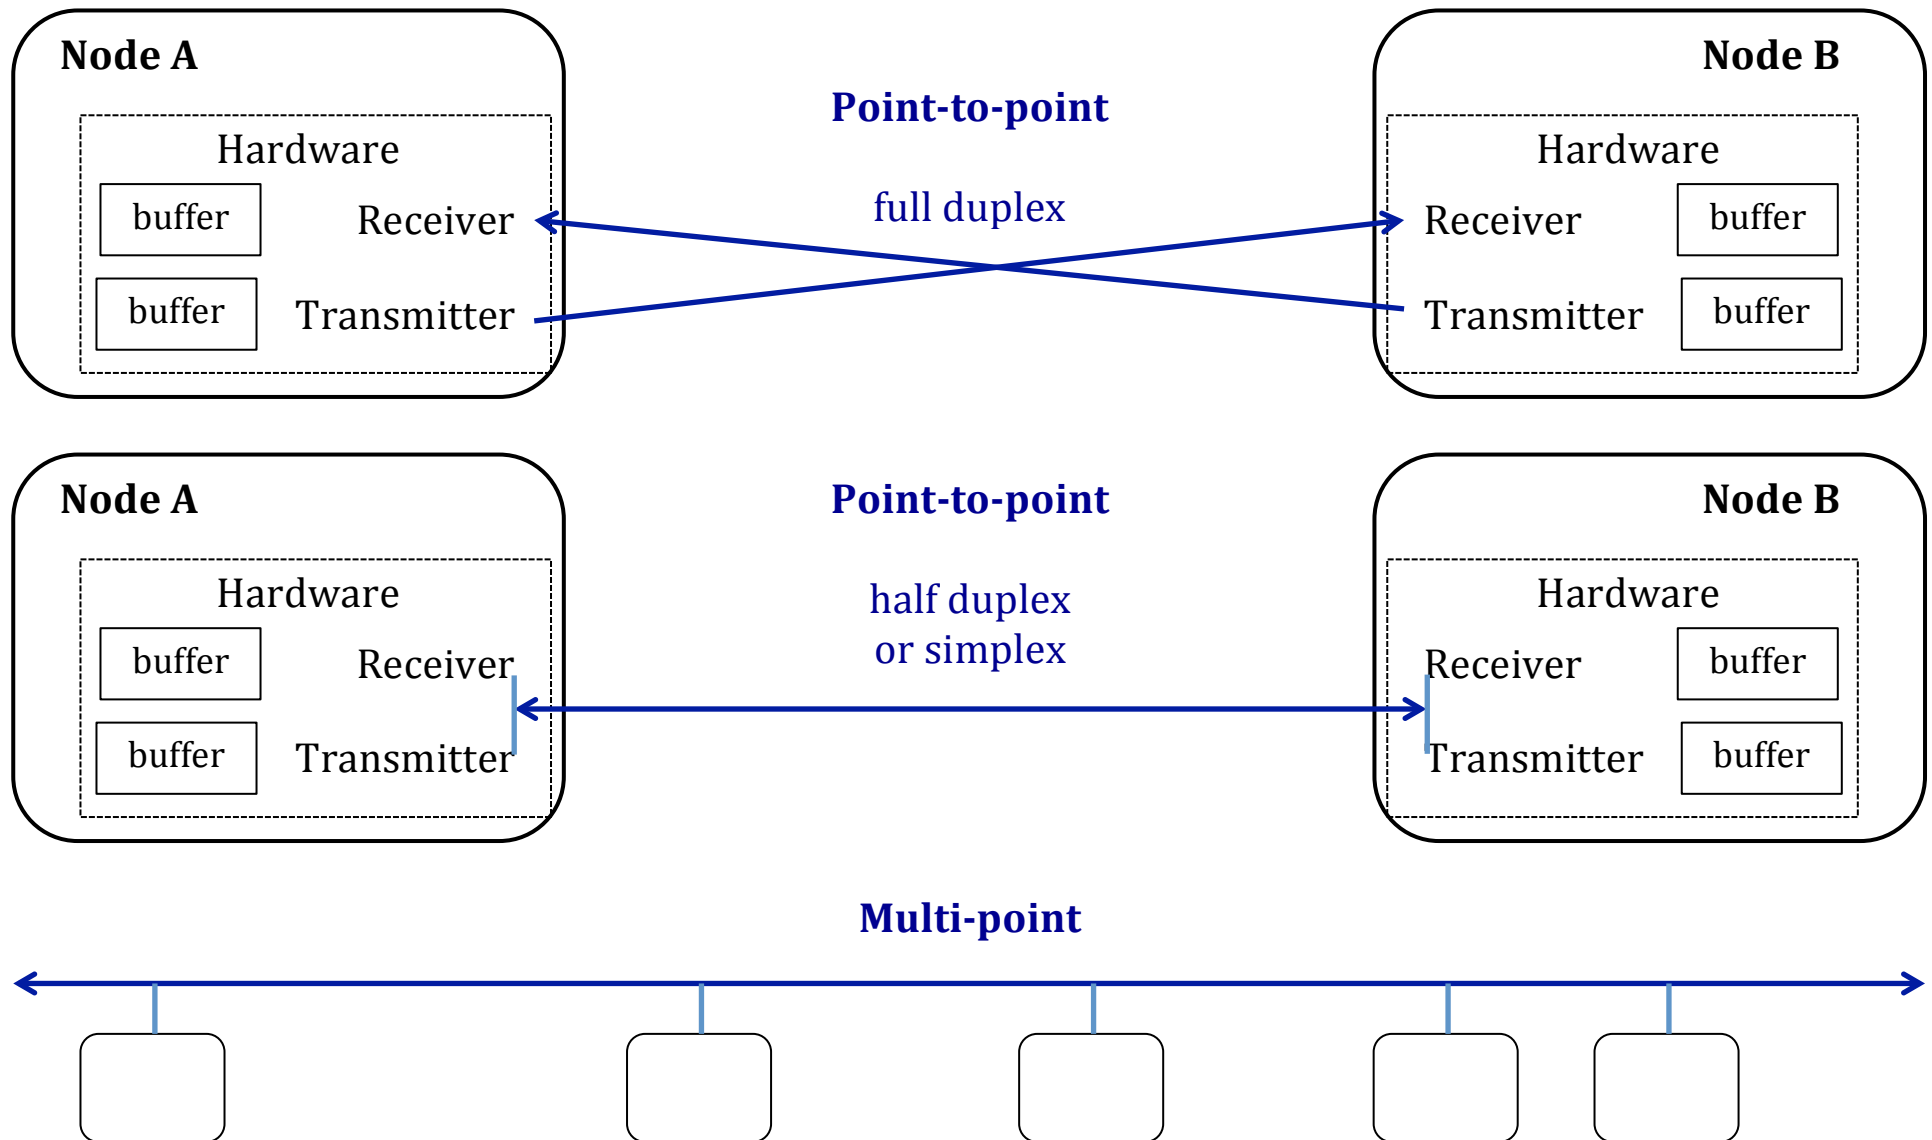 Node A
Point-to-point
Node B
Hardware
full duplex
Hardware
buffer
Receiver
Receiver
buffer
buffer
Transmitter
Transmitter
buffer
Node A
Point-to-point
Node B
Hardware
half duplex
or simplex
Hardware
buffer
Receiver
Receiver
buffer
buffer
Transmitter
Transmitter
buffer
Multi-point